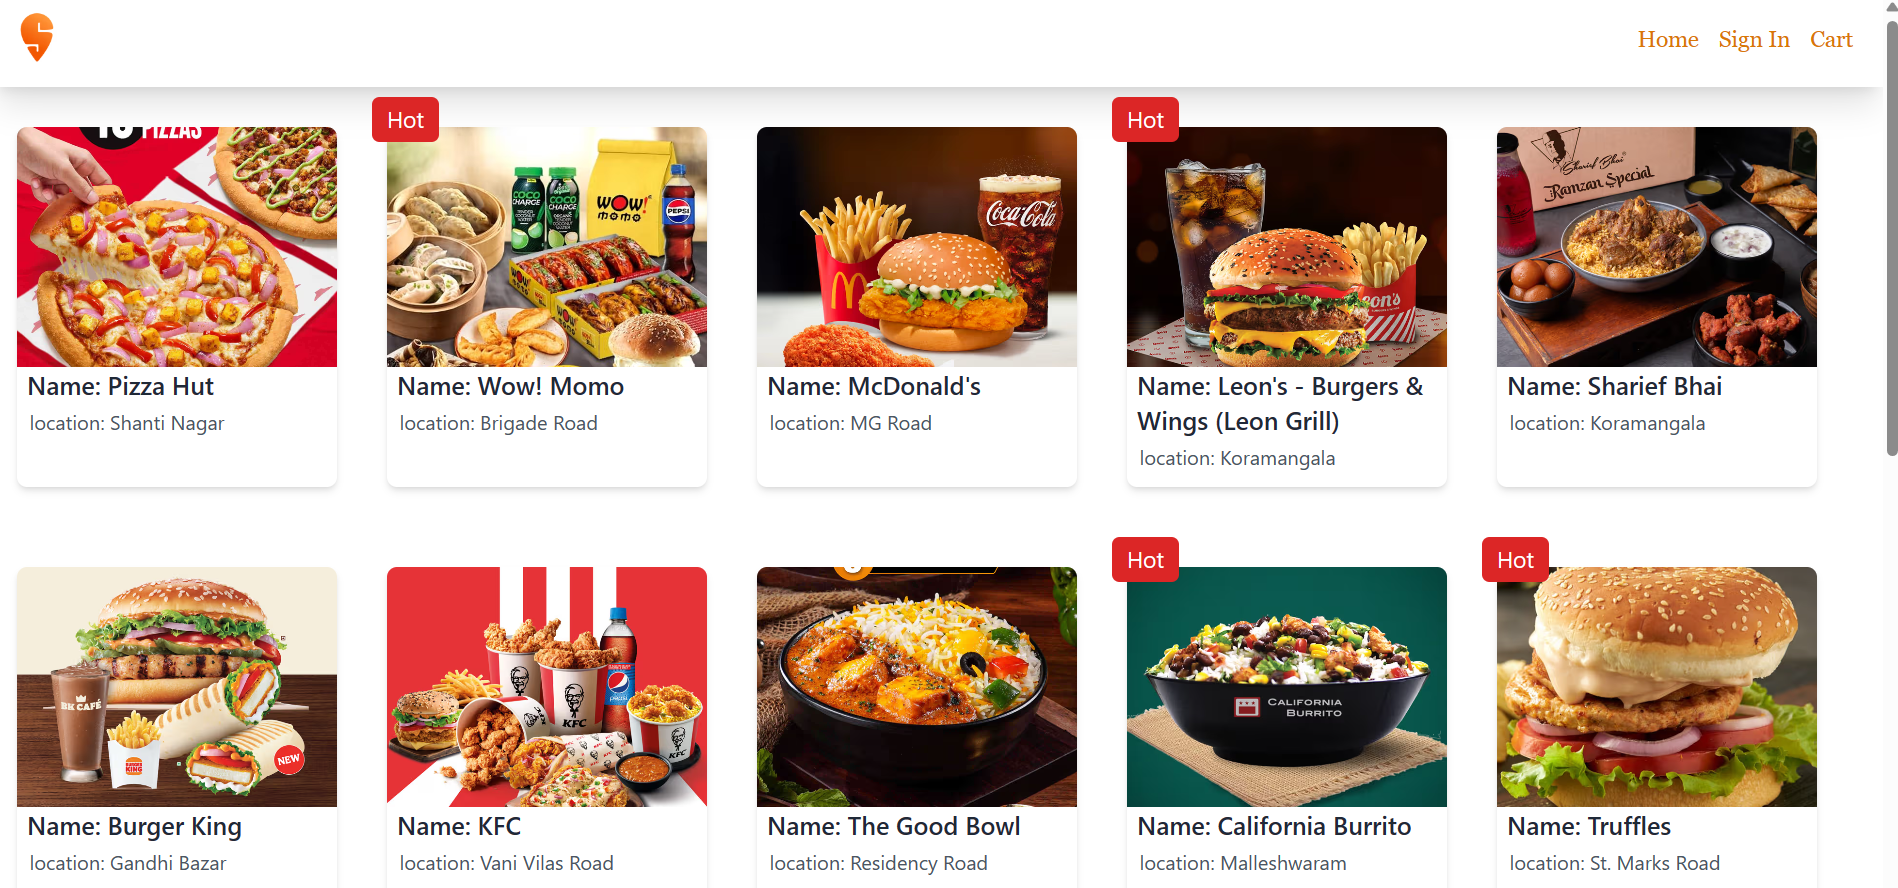 Home Sign In Cart
Hot
Hot
PIZZAS
COCO
CHARGE
COCO
CHARGE
WOW!
MOMO
PEPSI
Coca-Cola
Leon's
Sharief Bhai
Ramzan Special
Name: Pizza Hut
location: Shanti Nagar
Name: Wow! Momo
location: Brigade Road
Name: McDonald's
location: MG Road
Name: Leon's - Burgers &
Wings (Leon Grill)
location: Koramangala
Name: Sharief Bhai
location: Koramangala
Hot
Hot
BK CAFÉ
BURGER
KING
NEW
KFC
KFC
CALIFORNIA
BURRITO
Name: Burger King
location: Gandhi Bazar
Name: KFC
location: Vani Vilas Road
Name: The Good Bowl
location: Residency Road
Name: California Burrito
location: Malleshwaram
Name: Truffles
location: St. Marks Road